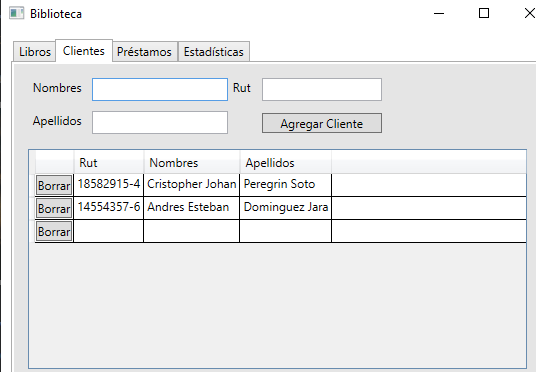 Biblioteca
Libros Clientes Préstamos Estadísticas
Nombres Rut
Apellidos Agregar Cliente
Rut Nombres Apellidos
Borrar 18582915-4 Cristopher Johan Peregrin Soto
Borrar 14554357-6 Andres Esteban Dominguez Jara
Borrar